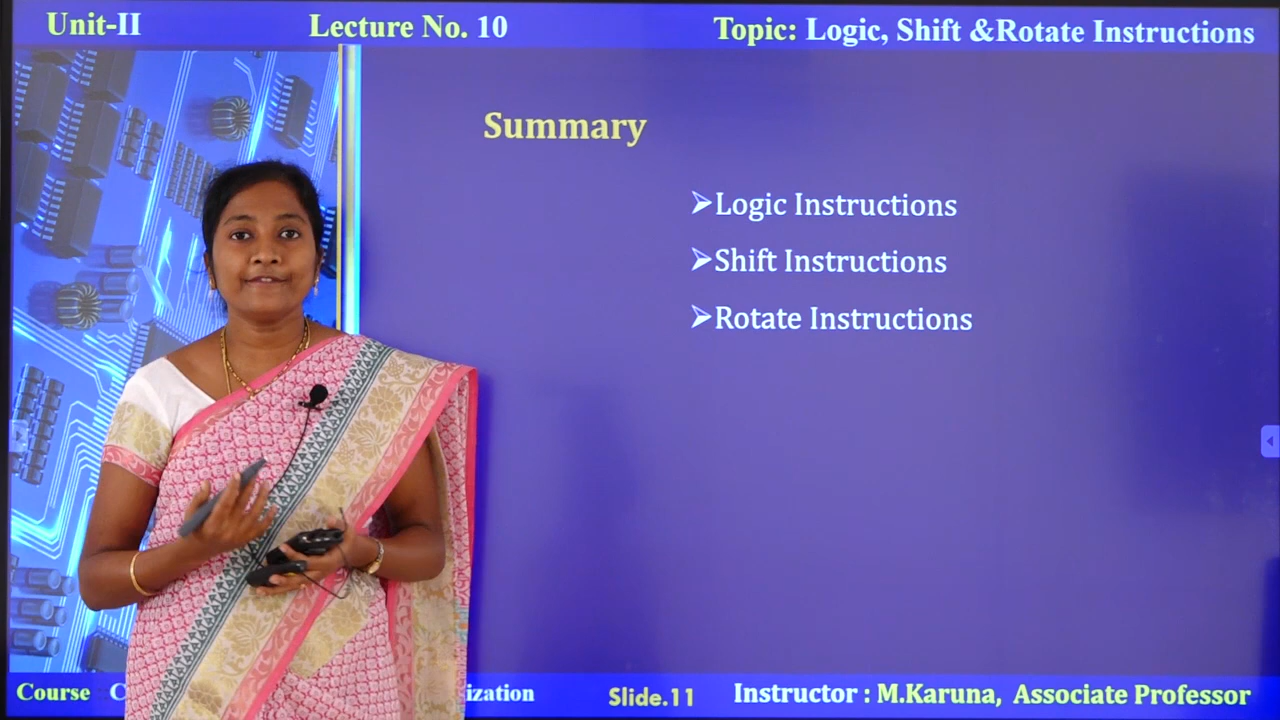 Unit-II Lecture No. 10 Topic: Logic, Shift &Rotate Instructions
Summary
➢Logic Instructions
➢Shift Instructions
➢Rotate Instructions
Course C ization Slide.11 Instructor : M.Karuna, Associate Professor